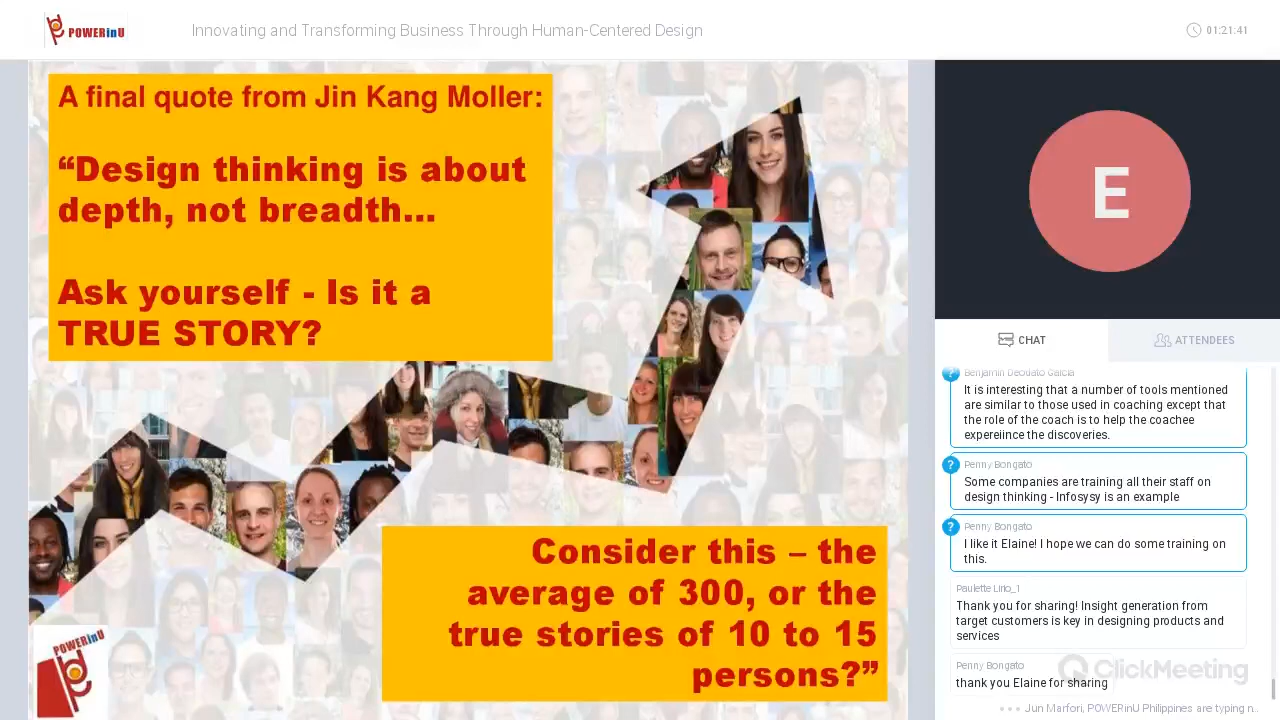 POWERinU
Innovating and Transforming Business Through Human-Centered Design
01:21:41
A final quote from Jin Kang Moller:
“Design thinking is about
depth, not breadth...
Ask yourself - Is it a
TRUE STORY?
Consider this – the
average of 300, or the
true stories of 10 to 15
persons?”
POWERinU
E
CHAT
ATTENDEES
Benjamin Deodato Garcia
It is interesting that a number of tools mentioned
are similar to those used in coaching except that
the role of the coach is to help the coachee
expereiince the discoveries.
Penny Bongato
Some companies are training all their staff on
design thinking - Infosysy is an example
Penny Bongato
I like it Elaine! I hope we can do some training on
this.
Paulette Lirio_1
Thank you for sharing! Insight generation from
target customers is key in designing products and
services
Penny Bongato
thank you Elaine for sharing
ClickMeeting
Jun Marfori, POWERinU Philippines are typing n...